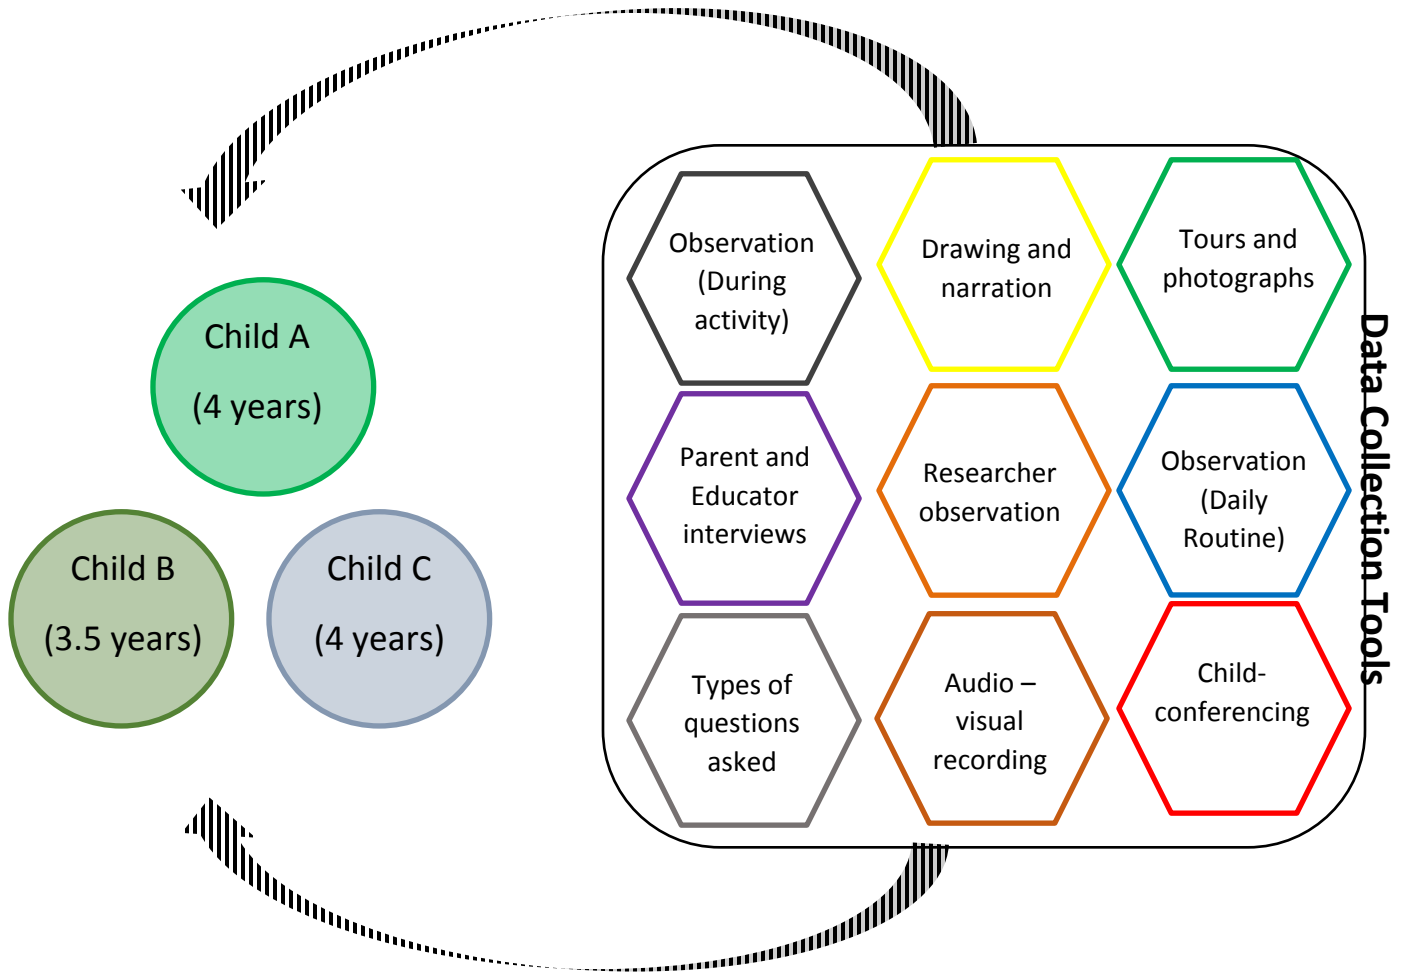 Child A
(4 years)
Child B
(3.5 years)
Child C
(4 years)
Observation
(During
activity)
Drawing and
narration
Tours and
photographs
Parent and
Educator
interviews
Researcher
observation
Observation
(Daily
Routine)
Types of
questions
asked
Audio –
visual
recording
Child-
conferencing
Data Collection Tools